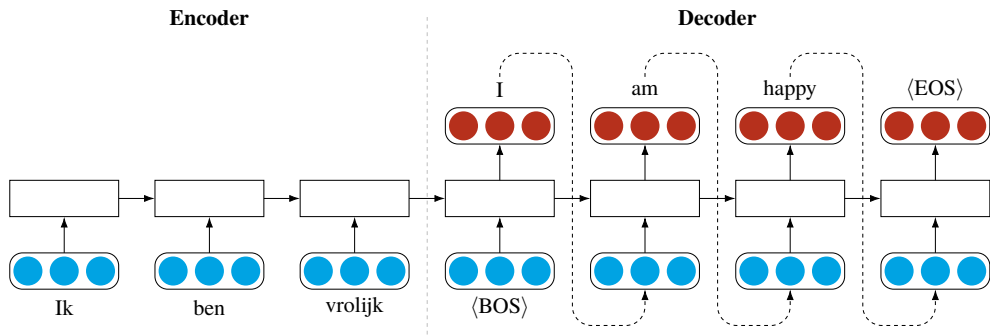 Encoder
Decoder
I am happy ⟨EOS⟩
Ik ben vrolijk ⟨BOS⟩